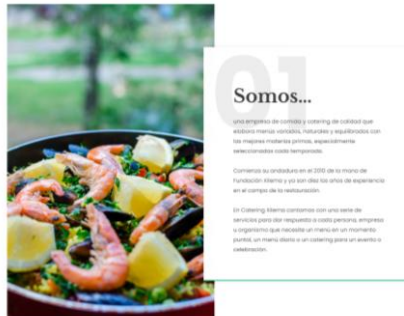 01
Somos...
una empresa de comida y catering de calidad que
elabora menús variados, naturales y equilibrados con
las mejores materias primas, especialmente
seleccionadas cada temporada.
Comienza su andadura en el 2010 de la mano de
Fundación Xilema y ya son diez los años de experiencia
en el campo de la restauración.
En Catering Xilema contamos con una serie de
servicios para dar respuesta a cada persona, empresa
u organismo que necesite un menú en un momento
puntual, un menú diario o un catering para un evento o
celebración.